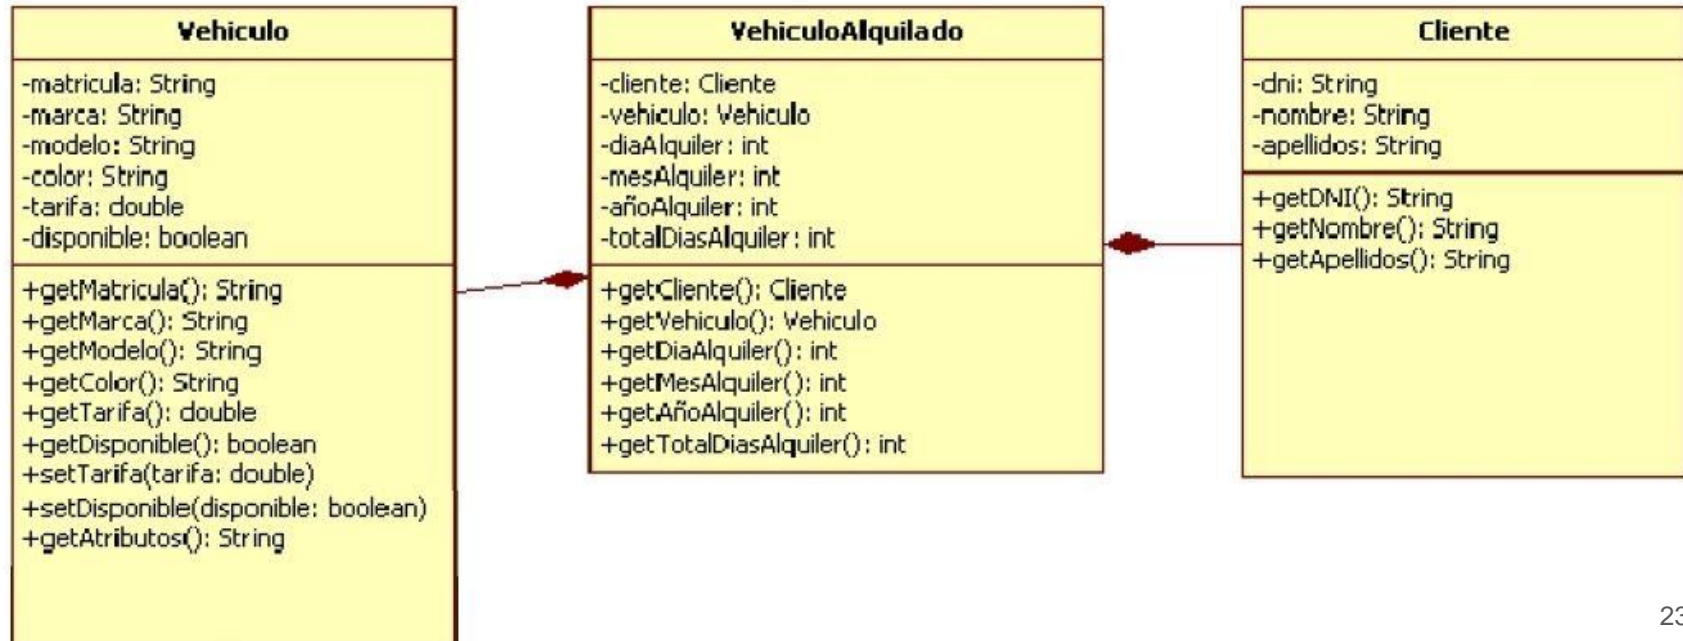 Vehiculo
-matricula: String
-marca: String
-modelo: String
-color: String
-tarifa: double
-disponible: boolean
+getMatricula(): String
+getMarca(): String
+getModelo(): String
+getColor(): String
+getTarifa(): double
+getDisponible(): boolean
+setTarifa(tarifa: double)
+setDisponible(disponible: boolean)
+getAtributos(): String
VehiculoAlquilado
-cliente: Cliente
-vehiculo: Vehiculo
-diaAlquiler: int
-mesAlquiler: int
-añoAlquiler: int
-totalDiasAlquiler: int
+getCliente(): Cliente
+getVehiculo(): Vehiculo
+getDiaAlquiler(): int
+getMesAlquiler(): int
+getAñoAlquiler(): int
+getTotalDiasAlquiler(): int
Cliente
-dni: String
-nombre: String
-apellidos: String
+getDNI(): String
+getNombre(): String
+getApellidos(): String
23